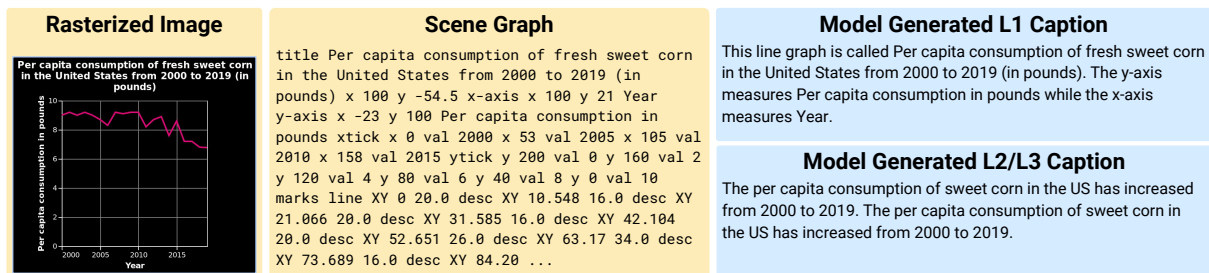 Rasterized Image
Per capita consumption of fresh sweet corn
in the United States from 2000 to 2019 (in
pounds)
Per capita consumption in pounds
10
8
6
4
2
0
2000 2005 2010 2015
Year
Scene Graph
title Per capita consumption of fresh sweet corn
in the United States from 2000 to 2019 (in
pounds) x 100 y -54.5 x-axis x 100 y 21 Year
y-axis x -23 y 100 Per capita consumption in
pounds xtick x 0 val 2000 x 53 val 2005 x 105 val
2010 x 158 val 2015 ytick y 200 val 0 y 160 val 2
y 120 val 4 y 80 val 6 y 40 val 8 y 0 val 10
marks line XY 0 20.0 desc XY 10.548 16.0 desc XY
21.066 20.0 desc XY 31.585 16.0 desc XY 42.104
20.0 desc XY 52.651 26.0 desc XY 63.17 34.0 desc
XY 73.689 16.0 desc XY 84.20 ...
Model Generated L1 Caption
This line graph is called Per capita consumption of fresh sweet corn
in the United States from 2000 to 2019 (in pounds). The y-axis
measures Per capita consumption in pounds while the x-axis
measures Year.
Model Generated L2/L3 Caption
The per capita consumption of sweet corn in the US has increased
from 2000 to 2019. The per capita consumption of sweet corn in
the US has increased from 2000 to 2019.